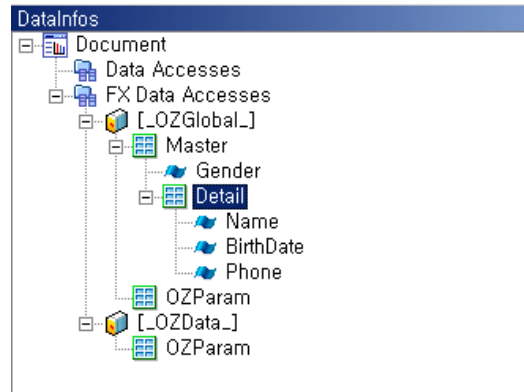 DataInfos
Document
Data Accesses
FX Data Accesses
[_OZGlobal_]
Master
Gender
Detail
Name
BirthDate
Phone
OZParam
[_OZData_]
OZParam